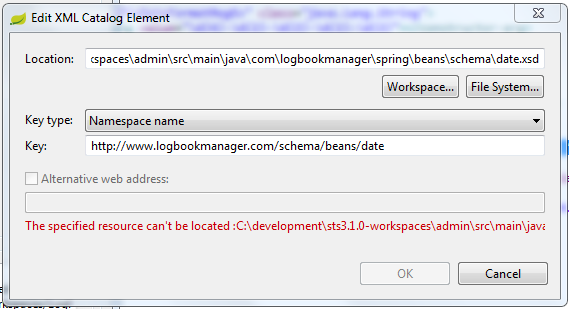 Edit XML Catalog Element
Location: :kspaces\admin\src\main\java\com\logbookmanager\spring\beans\schema\date.xsd
Workspace... File System...
Key type: Namespace name
Key: http://www.logbookmanager.com/schema/beans/date
Alternative web address:
The specified resource can't be located :C:\development\sts3.1.0-workspaces\admin\src\main\java
OK Cancel